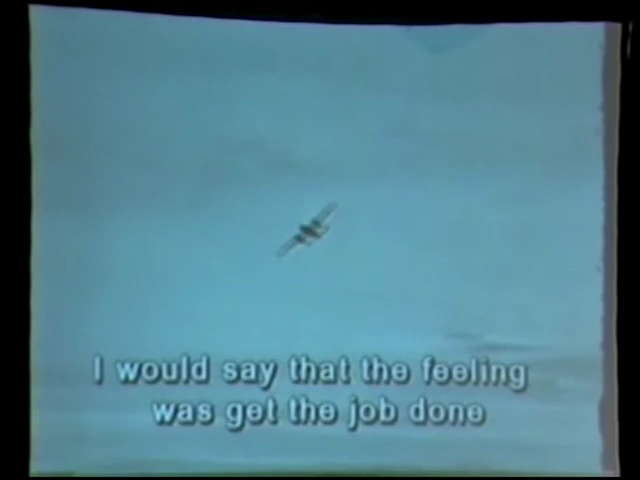 I would say that the feeling
was get the job done